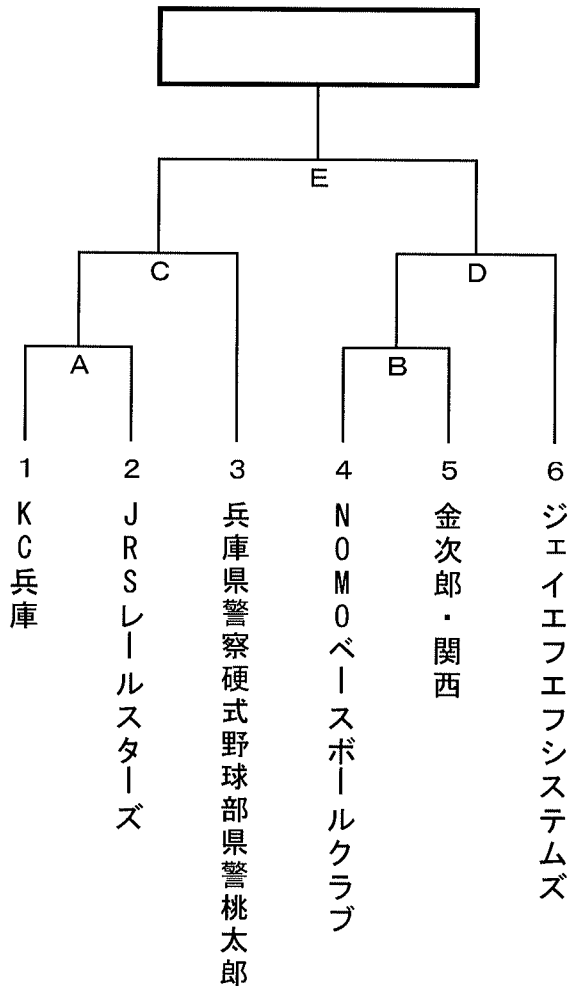 E
C
D
A
B
1 KC兵庫
2 JRSレールスターズ
3 兵庫県警察硬式野球部県警桃太郎
4 NOMOベースボールクラブ
5 金次郎・関西
6 ジェイエフエフシステムズ